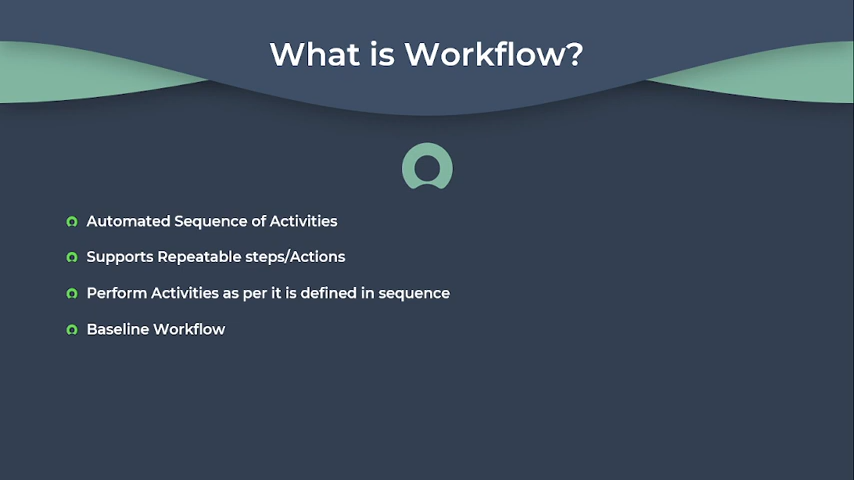 What is Workflow?
Automated Sequence of Activities
Supports Repeatable steps/Actions
Perform Activities as per it is defined in sequence
Baseline Workflow